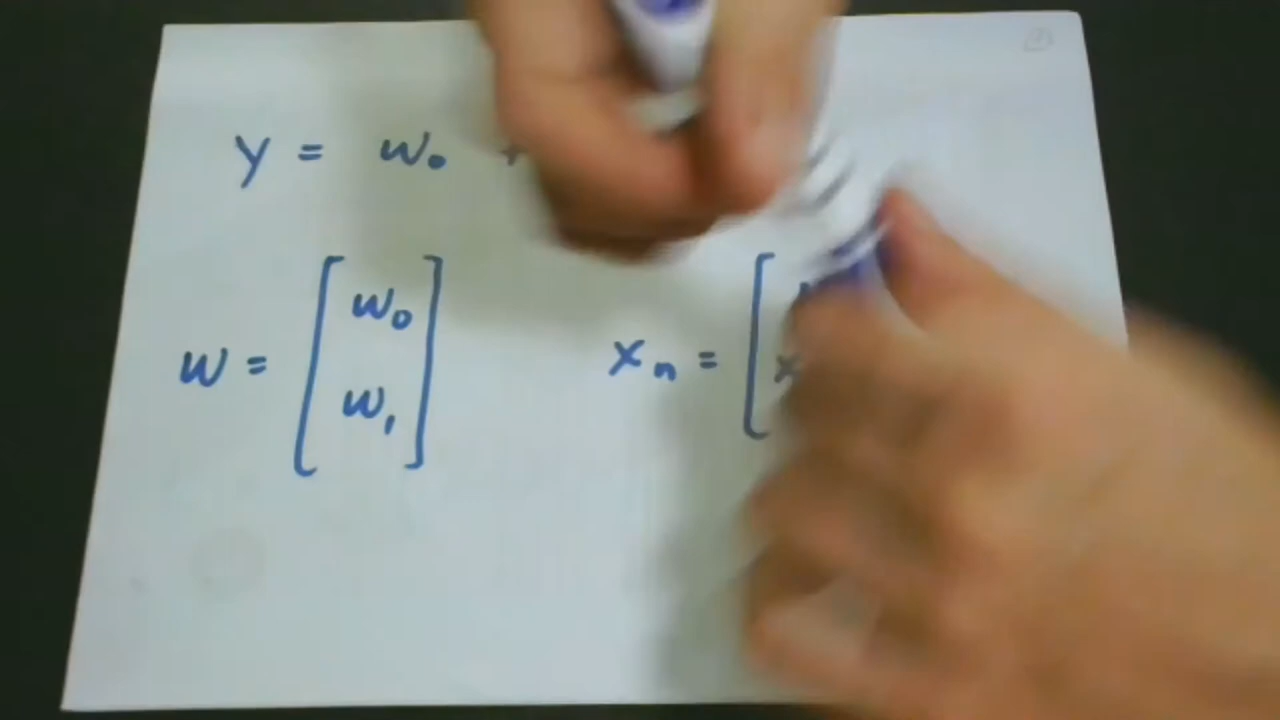 y = w₀ +
w = [ w₀
w₁ ]
xₙ = [
x